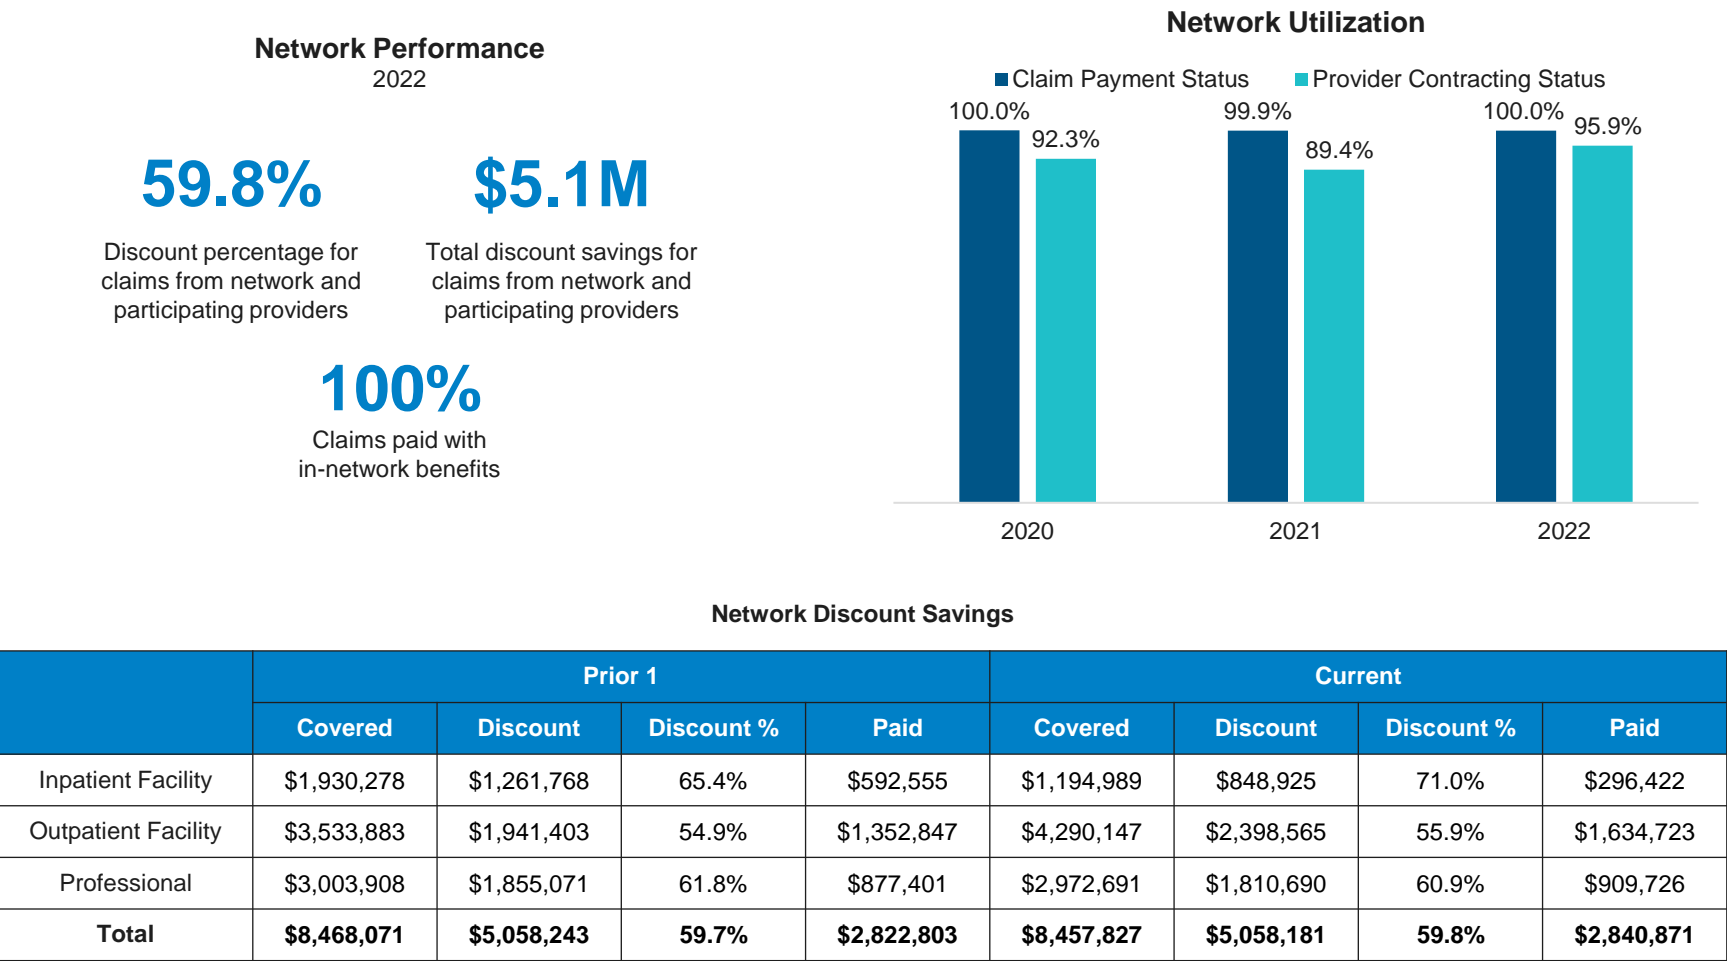 Network Performance
2022
59.8%
Discount percentage for
claims from network and
participating providers
$5.1M
Total discount savings for
claims from network and
participating providers
100%
Claims paid with
in-network benefits
Network Utilization
Claim Payment Status Provider Contracting Status
100.0% 92.3% 99.9% 89.4% 100.0% 95.9%
2020 2021 2022
Network Discount Savings
Prior 1 Current
Covered Discount Discount % Paid Covered Discount Discount % Paid
Inpatient Facility $1,930,278 $1,261,768 65.4% $592,555 $1,194,989 $848,925 71.0% $296,422
Outpatient Facility $3,533,883 $1,941,403 54.9% $1,352,847 $4,290,147 $2,398,565 55.9% $1,634,723
Professional $3,003,908 $1,855,071 61.8% $877,401 $2,972,691 $1,810,690 60.9% $909,726
Total $8,468,071 $5,058,243 59.7% $2,822,803 $8,457,827 $5,058,181 59.8% $2,840,871